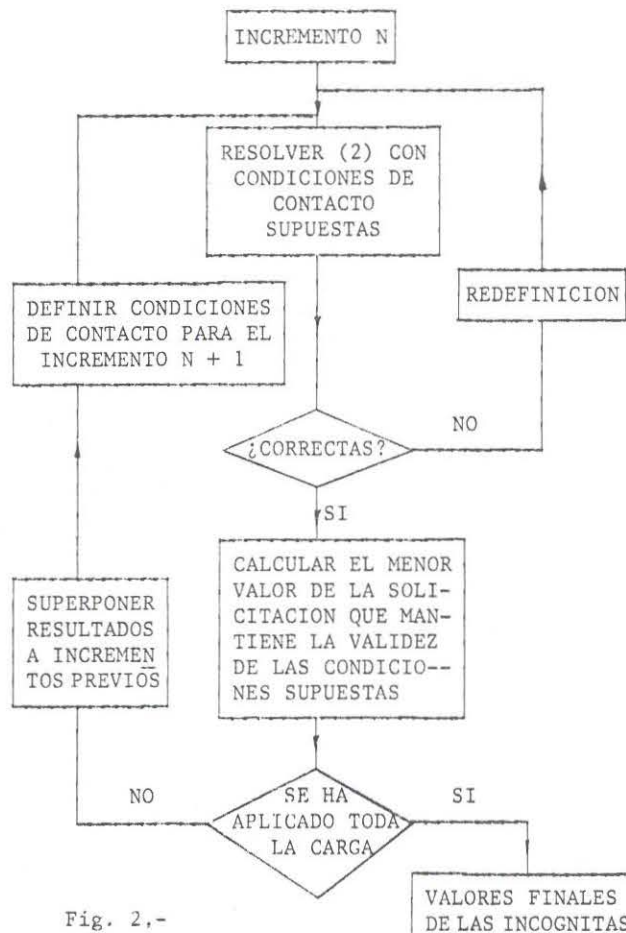 INCREMENTO N
RESOLVER (2) CON
CONDICIONES DE
CONTACTO
SUPUESTAS
REDEFINICION
DEFINIR CONDICIONES
DE CONTACTO PARA EL
INCREMENTO N + 1
¿CORRECTAS?
NO
SI
CALCULAR EL MENOR
VALOR DE LA SOLI-
CITACION QUE MAN-
TIENE LA VALIDEZ
DE LAS CONDICIO--
NES SUPUESTAS
SUPERPONER
RESULTADOS
A INCREMEN
TOS PREVIOS
NO
SE HA
APLICADO TODA
LA CARGA
SI
VALORES FINALES
DE LAS INCOGNITAS
Fig. 2,-